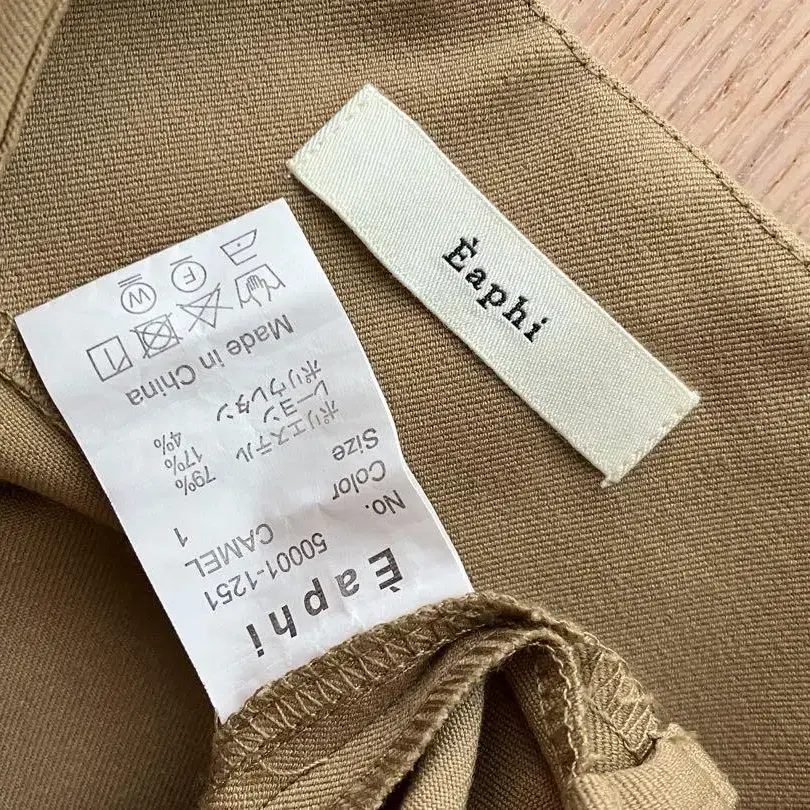 Èaphi
Èaphi
No. 50001-1251
Color CAMEL
Size 1
ポリエステル 79%
レーヨン 17%
ポリウレタン 4%
Made in China
F
W